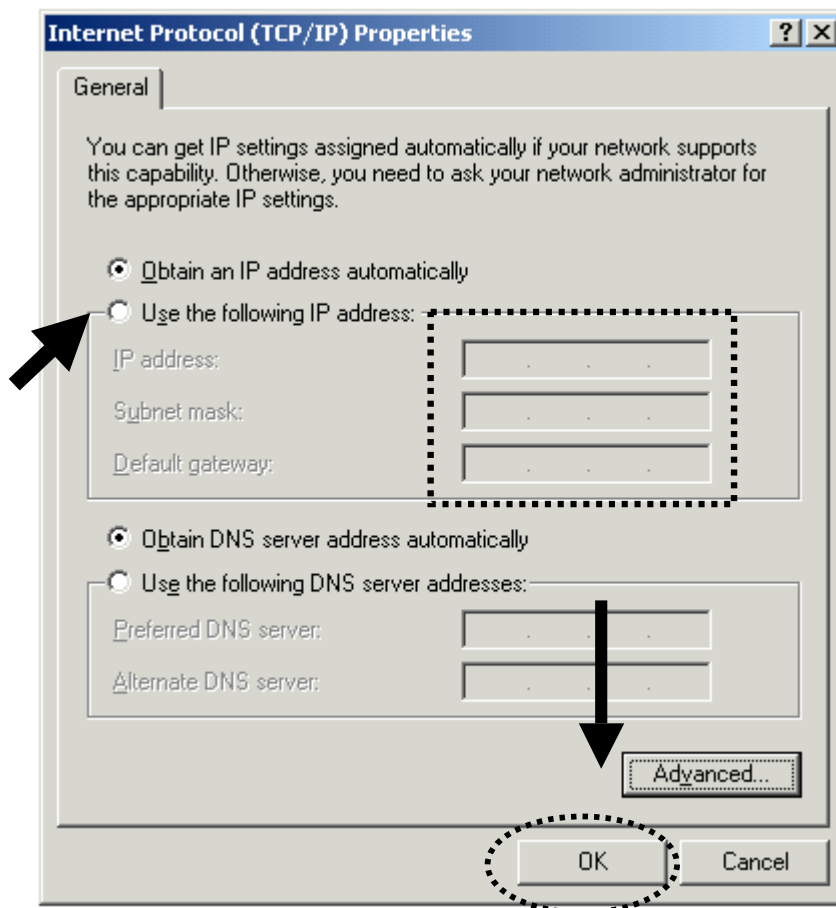 Internet Protocol (TCP/IP) Properties
General
You can get IP settings assigned automatically if your network supports
this capability. Otherwise, you need to ask your network administrator for
the appropriate IP settings.
Obtain an IP address automatically
Use the following IP address:
IP address:
Subnet mask:
Default gateway:
Obtain DNS server address automatically
Use the following DNS server addresses:
Preferred DNS server:
Alternate DNS server:
Advanced...
OK Cancel